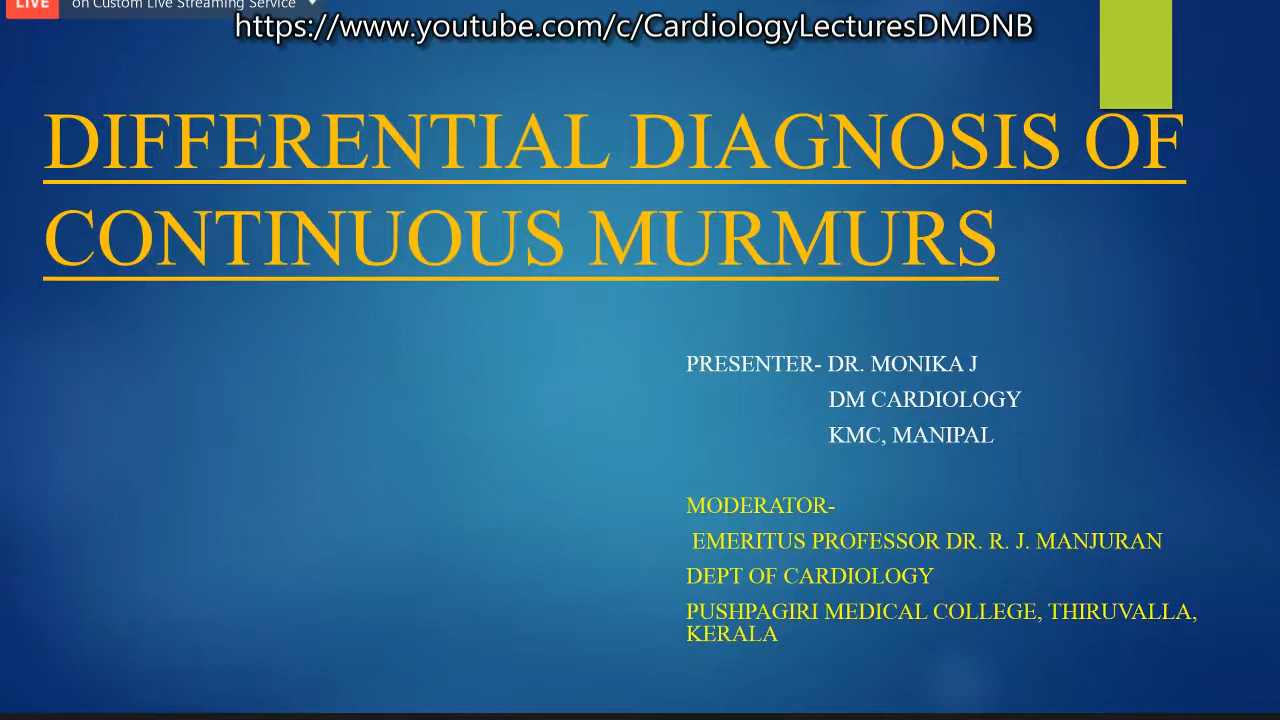 LIVE on Custom Live Streaming Service
https://www.youtube.com/c/CardiologyLecturesDMDNB
DIFFERENTIAL DIAGNOSIS OF
CONTINUOUS MURMURS
PRESENTER- DR. MONIKA J
DM CARDIOLOGY
KMC, MANIPAL
MODERATOR-
EMERITUS PROFESSOR DR. R. J. MANJURAN
DEPT OF CARDIOLOGY
PUSHPAGIRI MEDICAL COLLEGE, THIRUVALLA,
KERALA